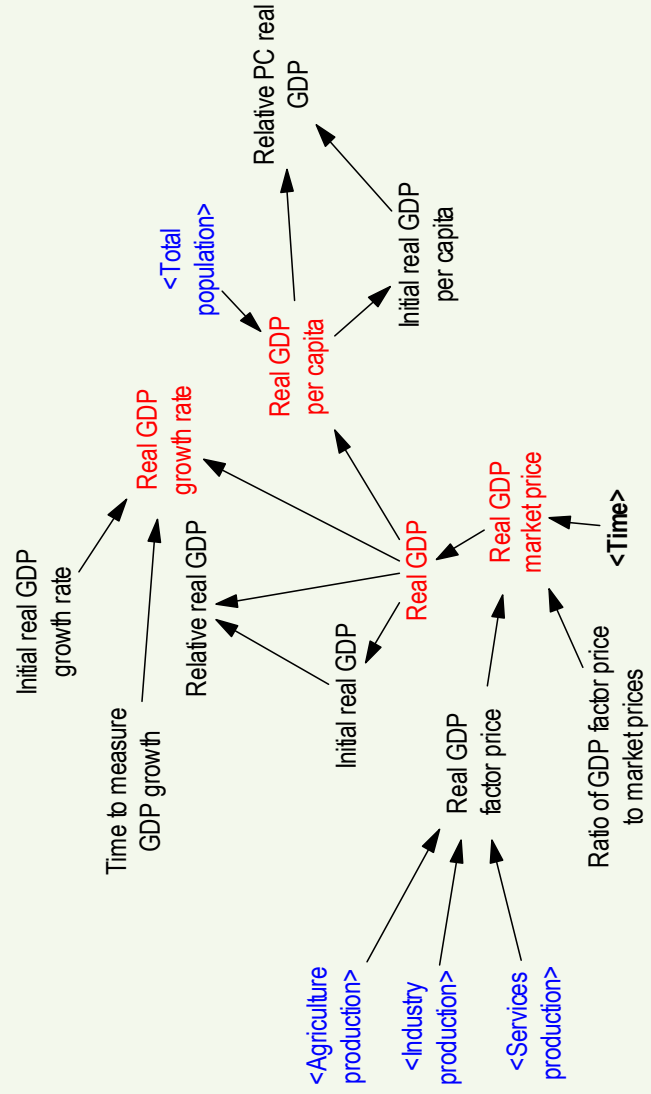 Initial real GDP
growth rate
Time to measure
GDP growth
Real GDP
growth rate
Relative real GDP
Initial real GDP
<Total
population>
Real GDP
per capita
Relative PC real
GDP
Initial real GDP
per capita
Real GDP
<Agriculture
production>
<Industry
production>
<Services
production>
Real GDP
factor price
Real GDP
market price
Ratio of GDP factor price
to market prices
<Time>